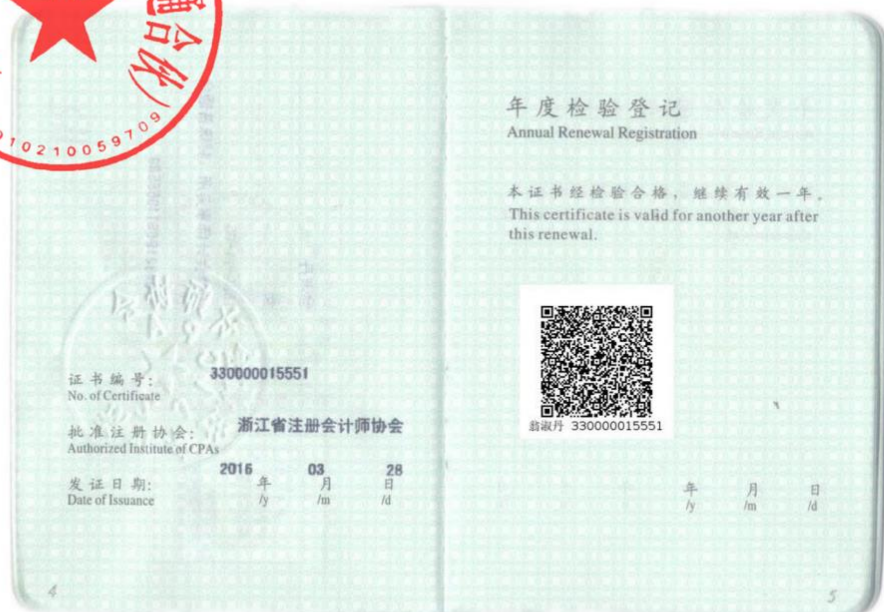 通合伙)
10210059709
证书编号:
330000015551
No. of Certificate
批准注册协会:
浙江省注册会计师协会
Authorized Institute of CPAs
发证日期:
2016 年 03 月 28 日
Date of Issuance
/y /m /d
4
年度检验登记
Annual Renewal Registration
本证书经检验合格，继续有效一年。
This certificate is valid for another year after
this renewal.
翁淑丹 330000015551
年 月 日
/y /m /d
5